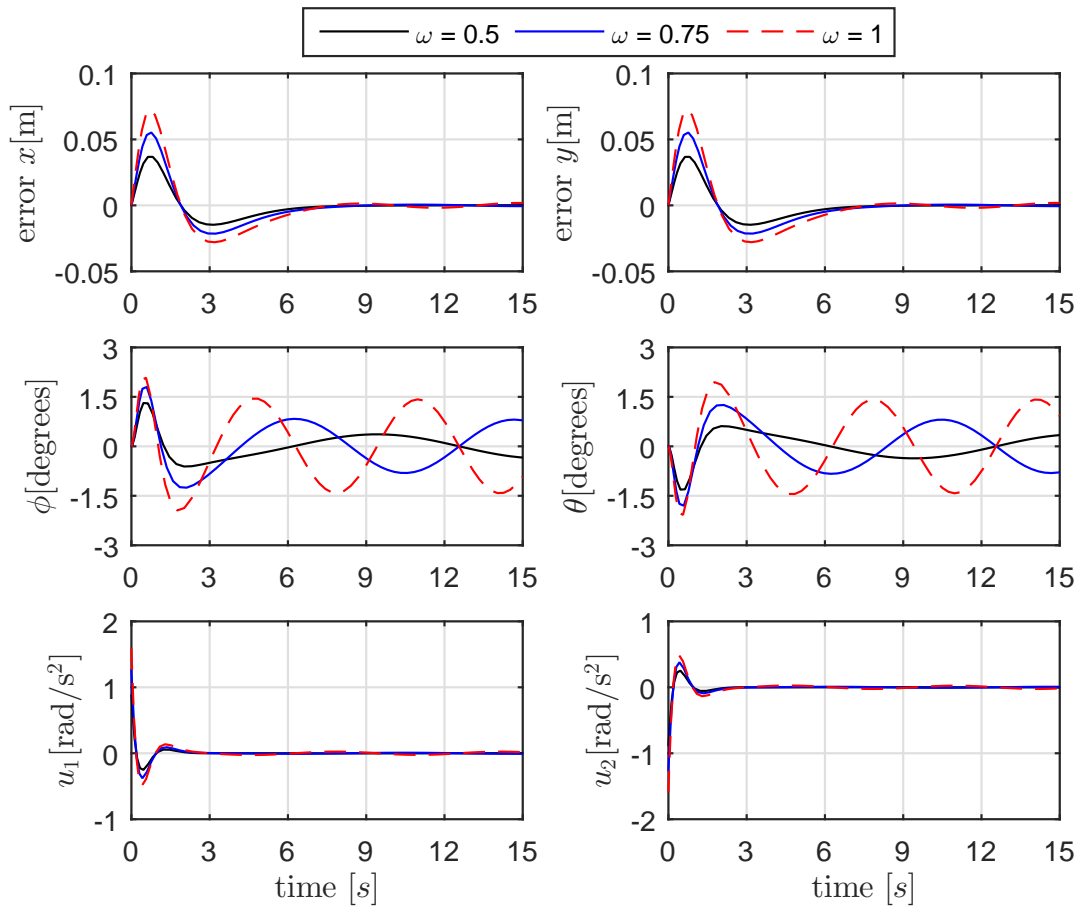 ω = 0.5 ω = 0.75 ω = 1
0.1 0.1
0.05 0.05
0 0
-0.05 -0.05
error x[m] error y[m]
0 3 6 9 12 15 0 3 6 9 12 15
3 3
1.5 1.5
0 0
-1.5 -1.5
-3 -3
ϕ[degrees] θ[degrees]
0 3 6 9 12 15 0 3 6 9 12 15
2 1
1 0
0 -1
-1 -2
u₁[rad/s²] u₂[rad/s²]
0 3 6 9 12 15 0 3 6 9 12 15
time [s] time [s]